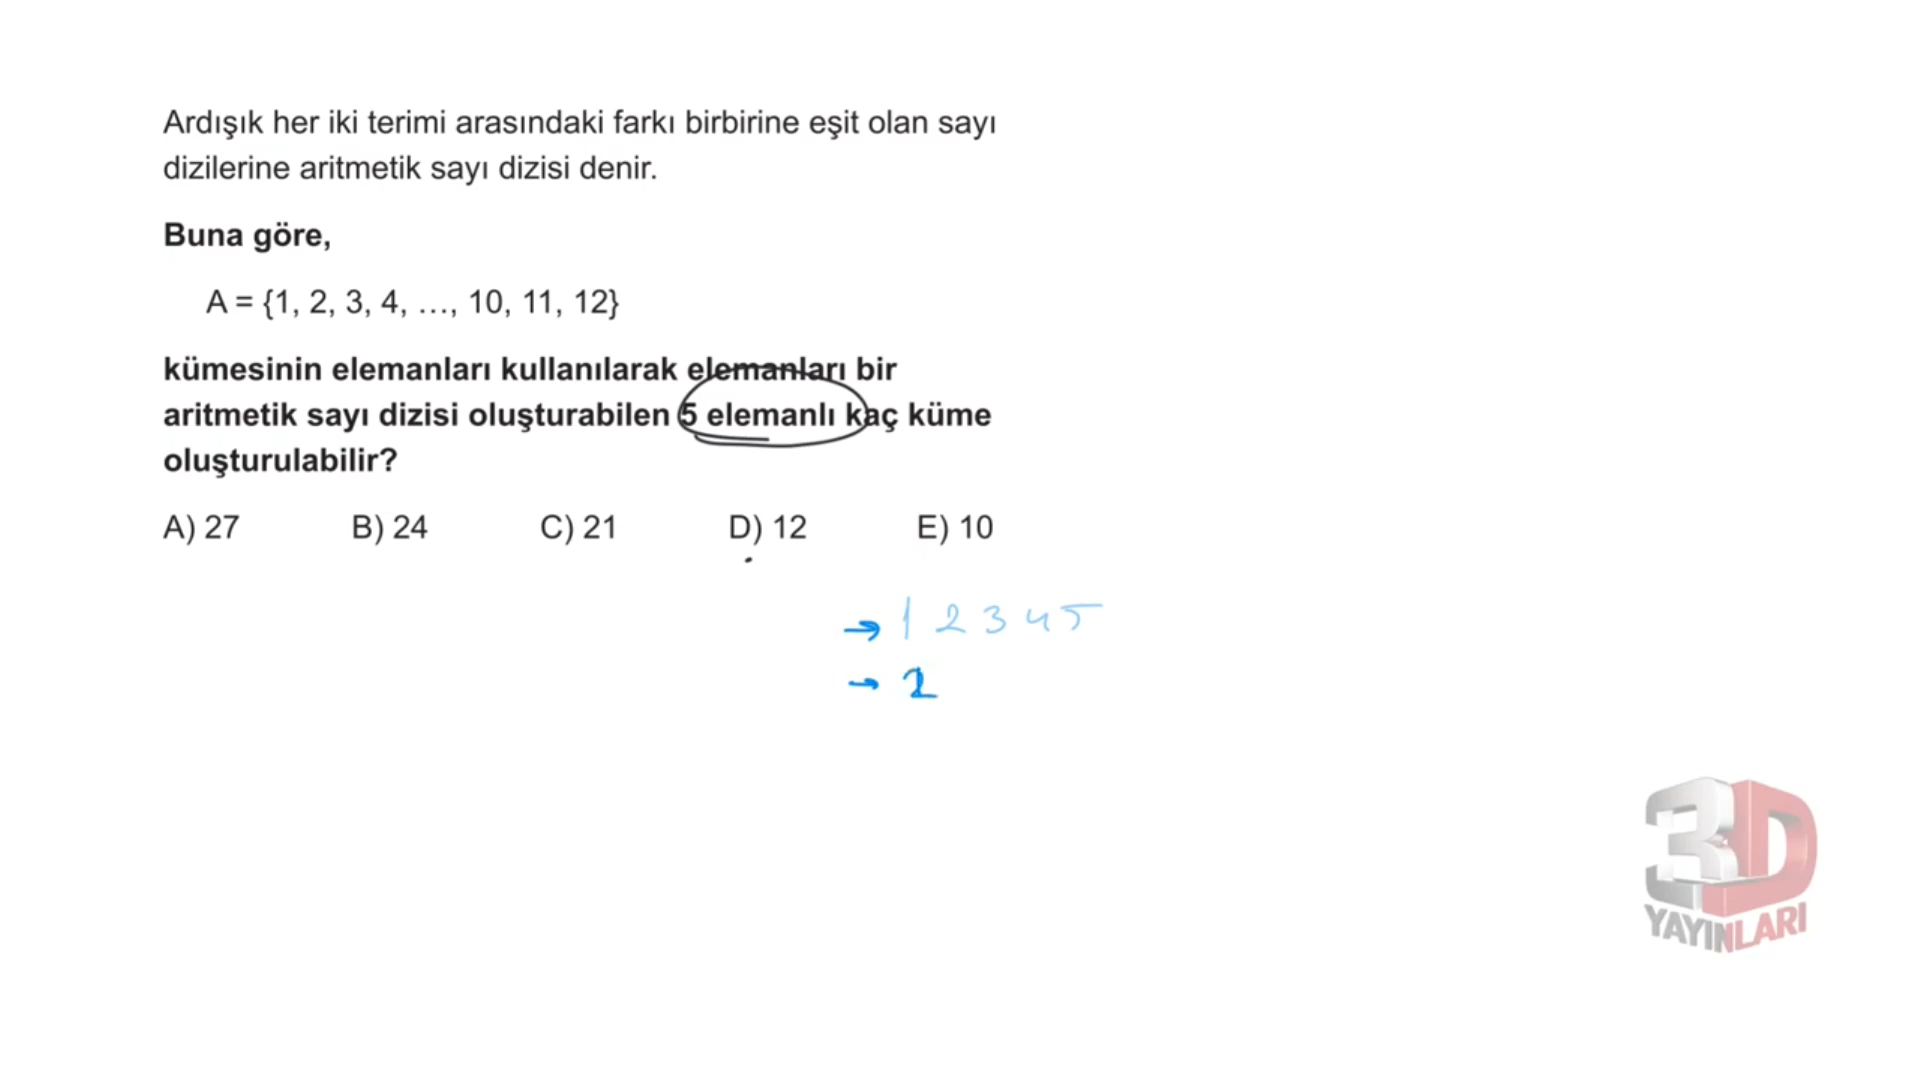 Ardışık her iki terimi arasındaki farkı birbirine eşit olan sayı
dizilerine aritmetik sayı dizisi denir.
Buna göre,
A = {1, 2, 3, 4, ..., 10, 11, 12}
kümesinin elemanları kullanılarak elemanları bir
aritmetik sayı dizisi oluşturabilen 5 elemanlı kaç küme
oluşturulabilir?
A) 27 B) 24 C) 21 D) 12 E) 10
→ 1 2 3 4 5
→ 2
3D
YAYINLARI